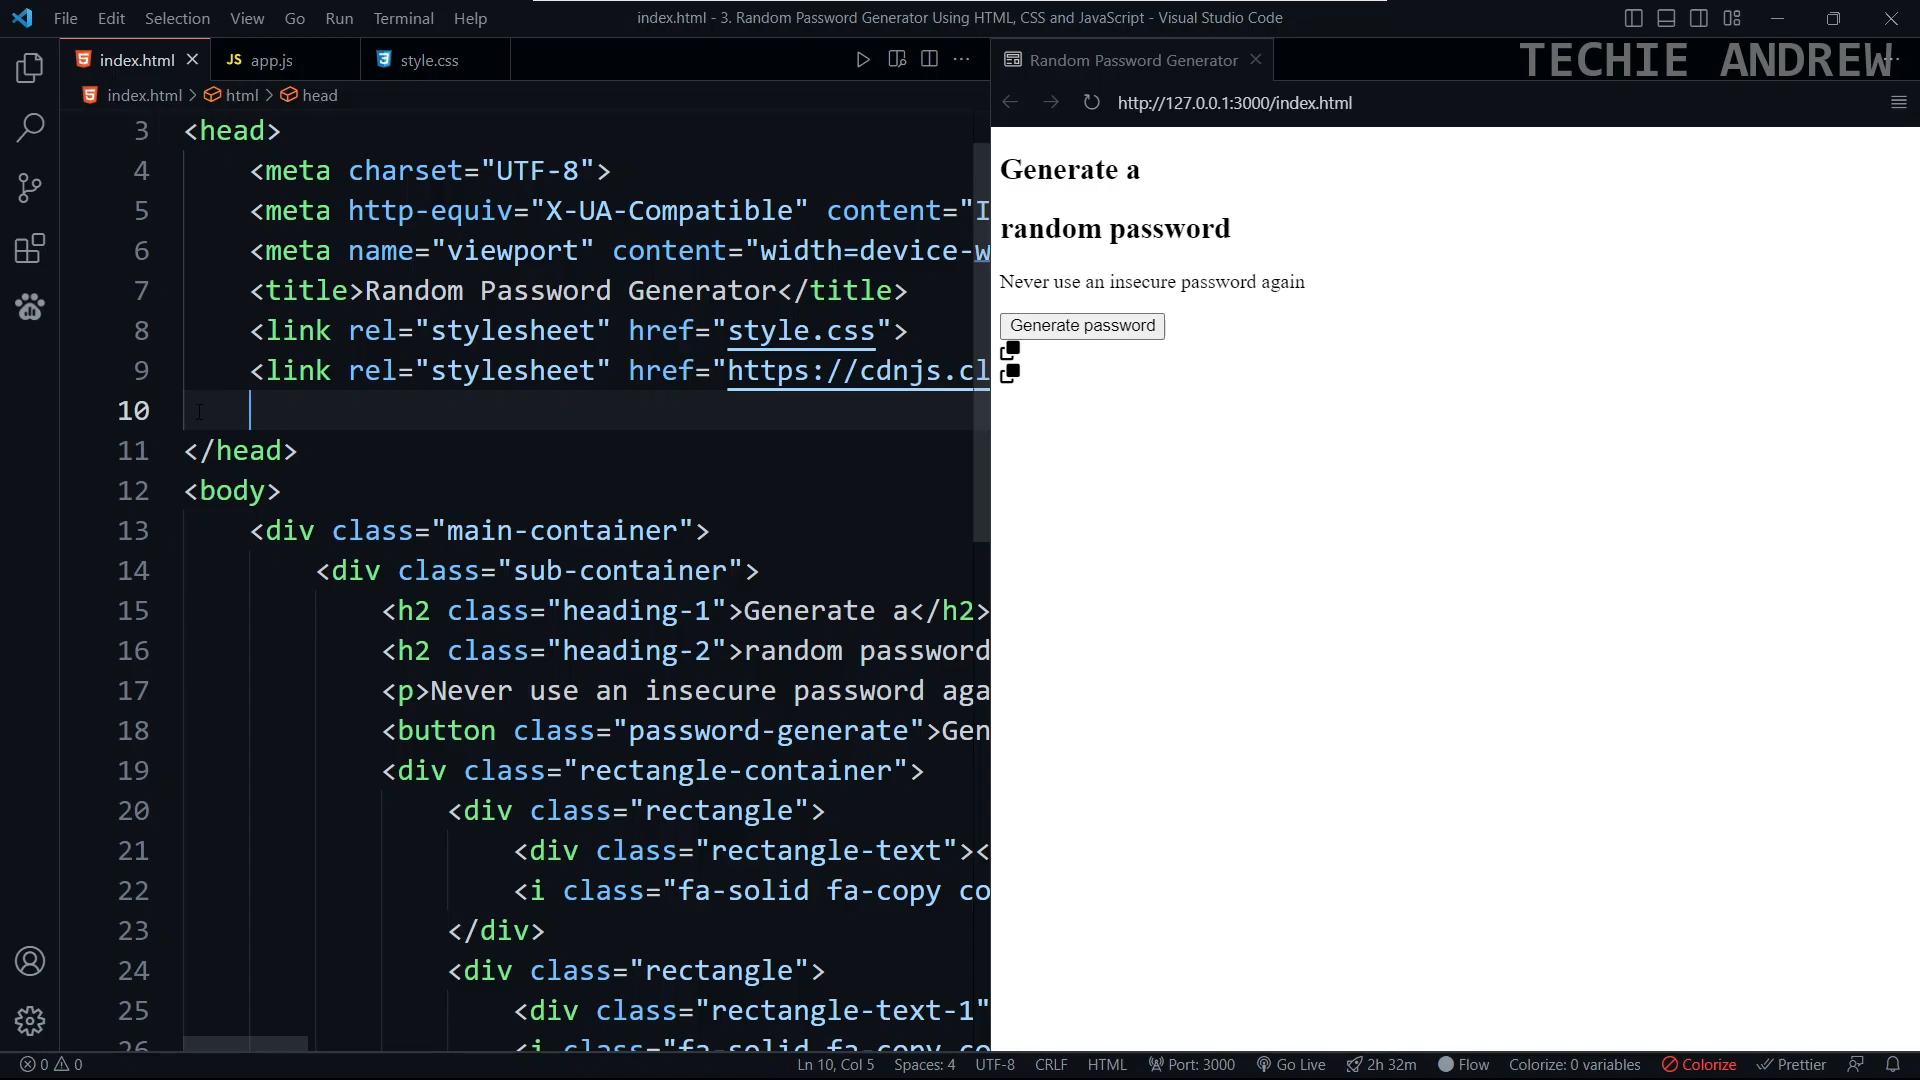 File Edit Selection View Go Run Terminal Help
index.html - 3. Random Password Generator Using HTML, CSS and JavaScript - Visual Studio Code
index.html
JS app.js
style.css
Random Password Generator
TECHIE ANDREW
index.html > html > head
http://127.0.0.1:3000/index.html
3 <head>
4 <meta charset="UTF-8">
5 <meta http-equiv="X-UA-Compatible" content="I
6 <meta name="viewport" content="width=device-w
7 <title>Random Password Generator</title>
8 <link rel="stylesheet" href="style.css">
9 <link rel="stylesheet" href="https://cdnjs.cl
10
11 </head>
12 <body>
13 <div class="main-container">
14 <div class="sub-container">
15 <h2 class="heading-1">Generate a</h2>
16 <h2 class="heading-2">random password
17 <p>Never use an insecure password aga
18 <button class="password-generate">Gen
19 <div class="rectangle-container">
20 <div class="rectangle">
21 <div class="rectangle-text"><
22 <i class="fa-solid fa-copy co
23 </div>
24 <div class="rectangle">
25 <div class="rectangle-text-1"
26 <i class="fa-solid fa-copy co
Generate a
random password
Never use an insecure password again
Generate password
0 0
Ln 10, Col 5 Spaces: 4 UTF-8 CRLF HTML Port: 3000 Go Live 2h 32m Flow Colorize: 0 variables Colorize Prettier